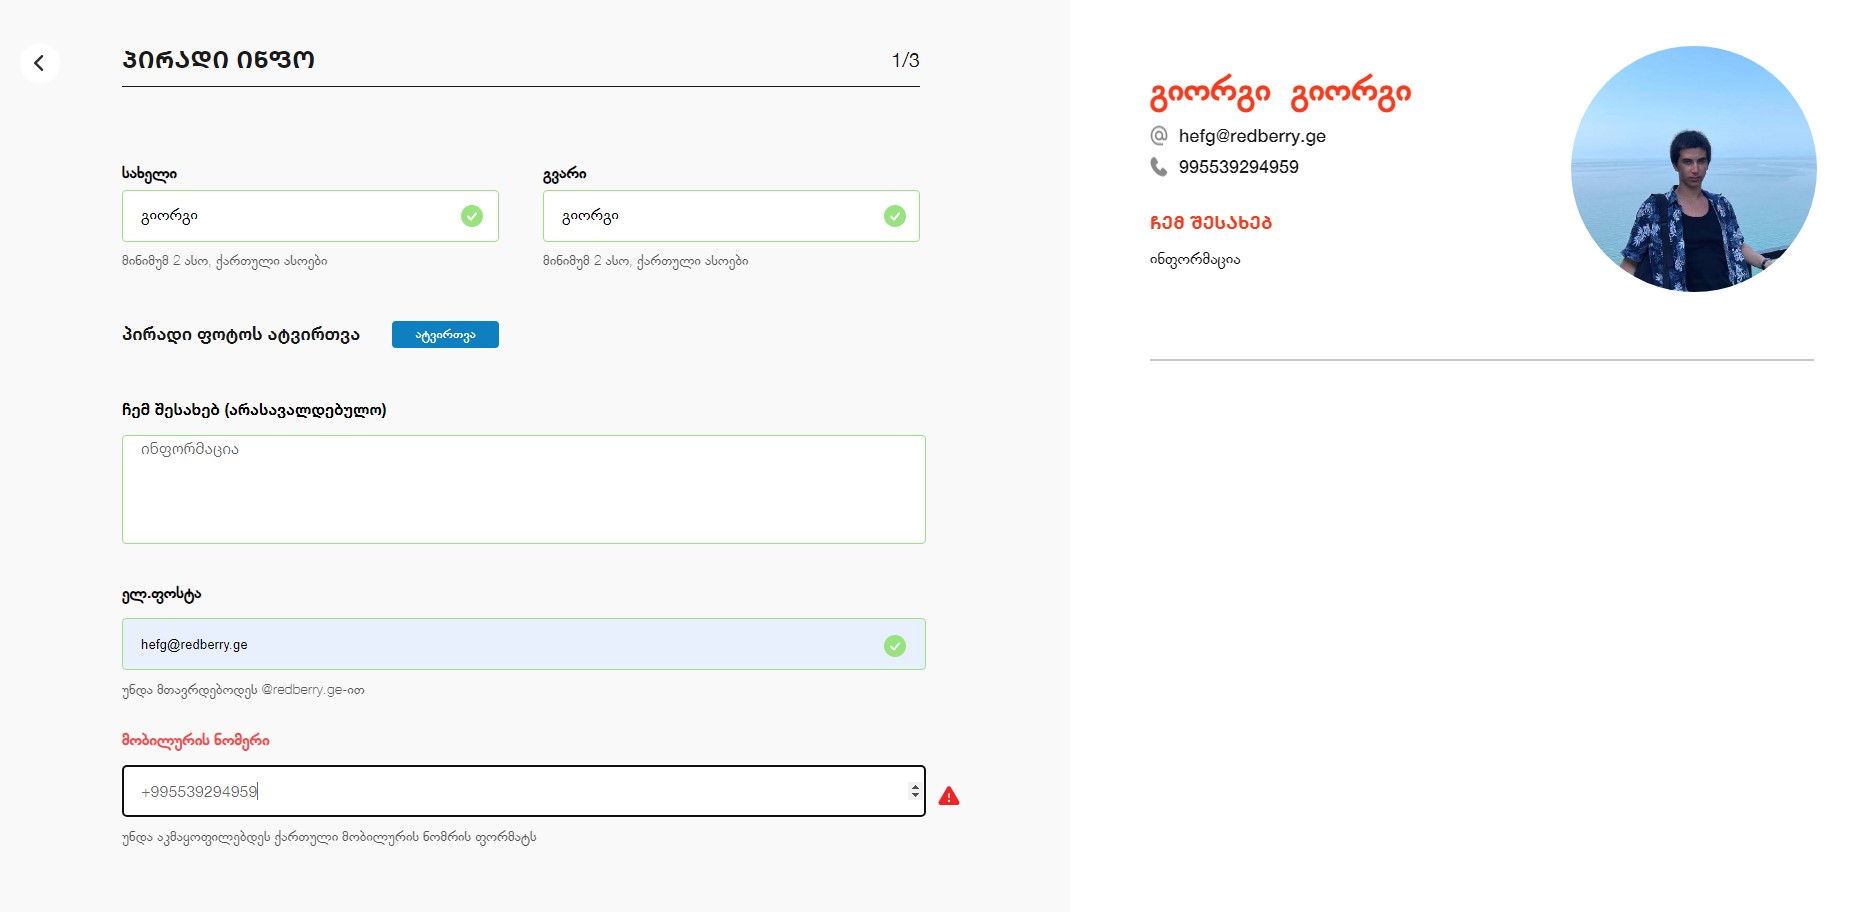 პირადი ინფო
1/3
სახელი
გვარი
გიორგი
გიორგი
მინიმუმ 2 ასო, ქართული ასოები
მინიმუმ 2 ასო, ქართული ასოები
პირადი ფოტოს ატვირთვა
ატვირთვა
ჩემ შესახებ (არასავალდებულო)
ინფორმაცია
ელ.ფოსტა
hefg@redberry.ge
უნდა მთავრდებოდეს @redberry.ge-ით
მობილურის ნომერი
+995539294959
უნდა აკმაყოფილებდეს ქართული მობილურის ნომრის ფორმატს
გიორგი გიორგი
hefg@redberry.ge
995539294959
ჩემ შესახებ
ინფორმაცია